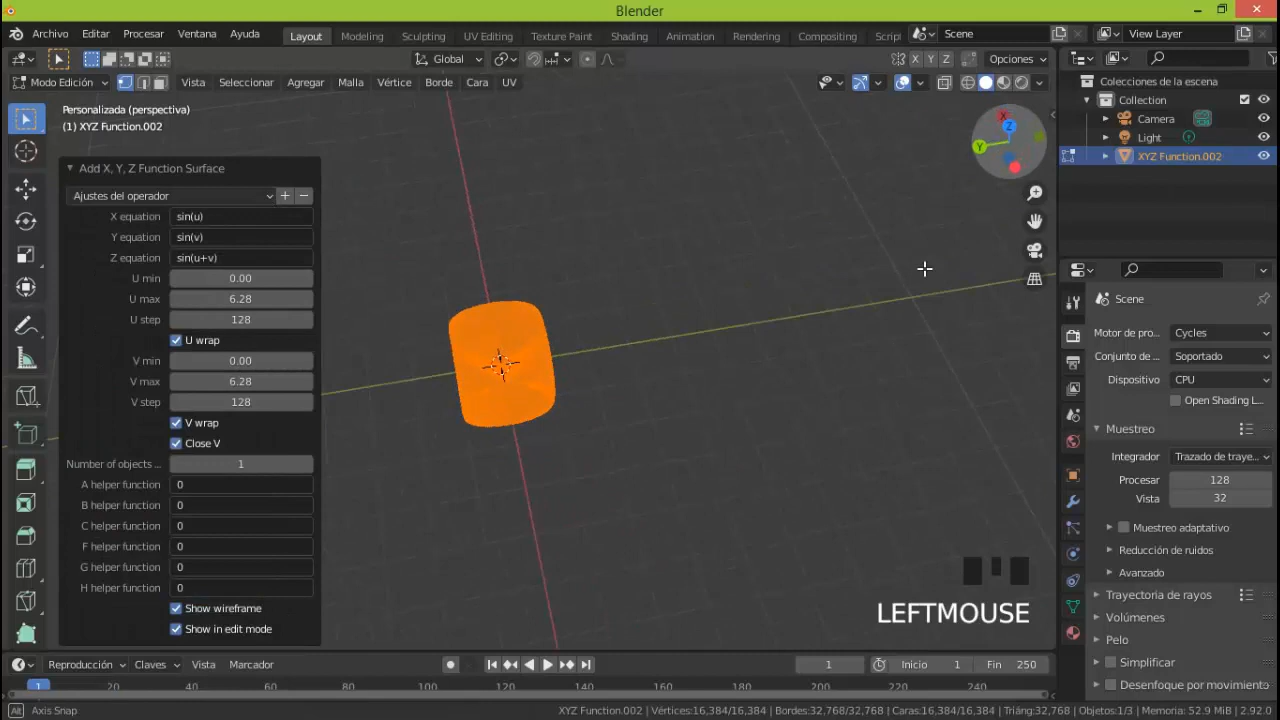 Blender
Archivo Editar Procesar Ventana Ayuda Layout Modeling Sculpting UV Editing Texture Paint Shading Animation Rendering Compositing Script Scene View Layer
Global Opciones
X Y Z
Modo Edición Vista Seleccionar Agregar Malla Vértice Borde Cara UV
Personalizada (perspectiva)
(1) XYZ Function.002
Add X, Y, Z Function Surface
Ajustes del operador
X equation sin(u)
Y equation sin(v)
Z equation sin(u+v)
U min 0.00
U max 6.28
U step 128
U wrap
V min 0.00
V max 6.28
V step 128
V wrap
Close V
Number of objects ... 1
A helper function 0
B helper function 0
C helper function 0
F helper function 0
G helper function 0
H helper function 0
Show wireframe
Show in edit mode
X
Z
Y
LEFTMOUSE
Colecciones de la escena
Collection
Camera
Light
XYZ Function.002
Scene
Motor de pro... Cycles
Conjunto de ... Soportado
Dispositivo CPU
Open Shading L...
Muestreo
Integrador Trazado de traye...
Procesar 128
Vista 32
Muestreo adaptativo
Reducción de ruidos
Avanzado
Trayectoria de rayos
Volúmenes
Pelo
Simplificar
Desenfoque por movimiento
Reproducción Claves Vista Marcador 1 Inicio 1 Fin 250
1 20 40 60 80 100 120 140 160 180 200 220 240
Alt Axis Snap XYZ Function.002 | Vértices:16,384/16,384 | Bordes:32,768/32,768 | Caras:16,384/16,384 | Triáng:32,768 | Objetos:1/3 | Memoria: 52.9 MiB | 2.92.0